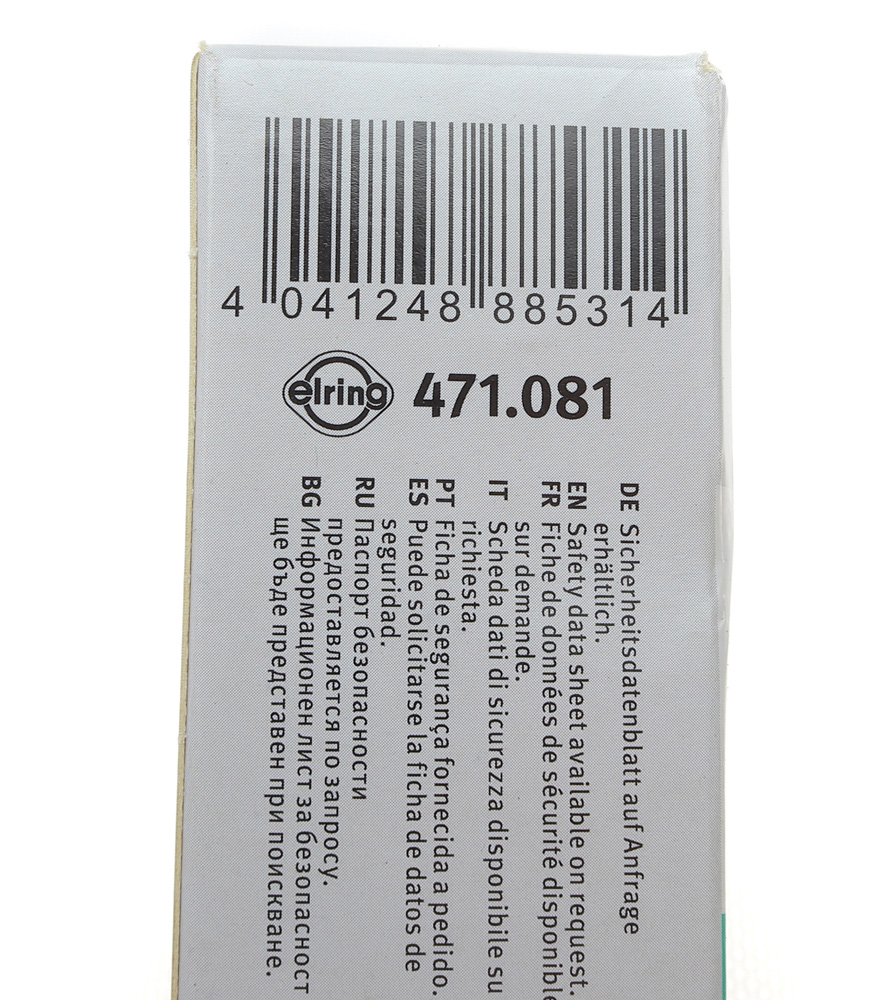 4 041248 885314
elring 471.081
DE Sicherheitsdatenblatt auf Anfrage
erhältlich.
EN Safety data sheet available on request.
FR Fiche de données de sécurité disponible
sur demande.
IT Scheda dati di sicurezza disponibile su
richiesta.
PT Ficha de segurança fornecida a pedido.
ES Puede solicitarse la ficha de datos de
seguridad.
RU Паспорт безопасности
предоставляется по запросу.
BG Информационен лист за безопасност
ще бъде представен при поискване.